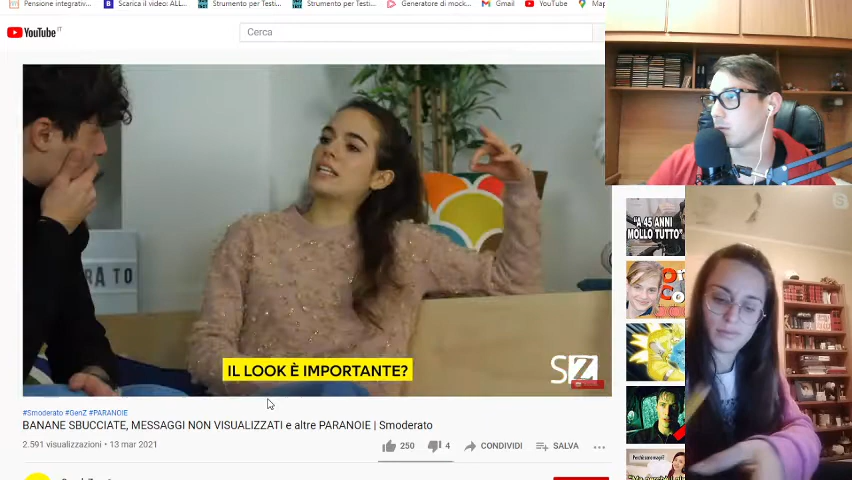 Pensione integrativ...
B Scarica il video: ALL...
Strumento per Testi...
Strumento per Testi...
Generatore di mock...
Gmail
YouTube
YouTube IT
Cerca
RA TO
IL LOOK È IMPORTANTE?
SZ
"A 45 ANNI
MOLLO TUTTO"
#Smoderato #GenZ #PARANOIE
BANANE SBUCCIATE, MESSAGGI NON VISUALIZZATI e altre PARANOIE | Smoderato
2.591 visualizzazioni • 13 mar 2021
250
4
CONDIVIDI
SALVA
...